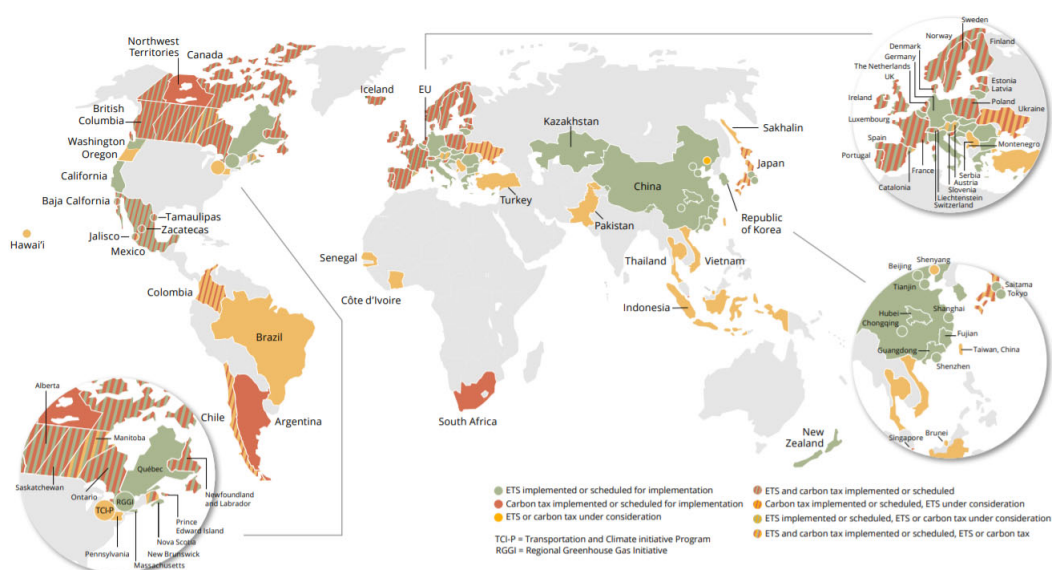 Northwest
Territories
Canada
British
Columbia
Washington
Oregon
California
Baja Calfornia
Hawai'i
Tamaulipas
Zacatecas
Jalisco
Mexico
Colombia
Brazil
Chile
Argentina
Iceland
EU
Kazakhstan
Sakhalin
China
Japan
Republic
of Korea
Turkey
Pakistan
Senegal
Côte d'Ivoire
Thailand
Vietnam
Indonesia
South Africa
New
Zealand
Sweden
Norway
Finland
Denmark
Germany
The Netherlands
UK
Estonia
Latvia
Ireland
Poland
Ukraine
Luxembourg
Spain
Portugal
Montenegro
France
Serbia
Austria
Slovenia
Catalonia
Liechtenstein
Switzerland
Beijing
Shenyang
Tianjin
Saitama
Tokyo
Hubei
Shanghai
Chongqing
Fujian
Guangdong
Taiwan, China
Shenzhen
Singapore
Brunei
Alberta
Manitoba
Québec
Saskatchewan
Ontario
Newfoundland
and Labrador
TCI-P
RGGI
Prince
Edward Island
Nova Scotia
Pennsylvania
New Brunswick
Massachusetts
ETS implemented or scheduled for implementation
Carbon tax implemented or scheduled for implementation
ETS or carbon tax under consideration
TCI-P = Transportation and Climate initiative Program
RGGI = Regional Greenhouse Gas Initiative
ETS and carbon tax implemented or scheduled
Carbon tax implemented or scheduled, ETS under consideration
ETS implemented or scheduled, ETS or carbon tax under consideration
ETS and carbon tax implemented or scheduled, ETS or carbon tax